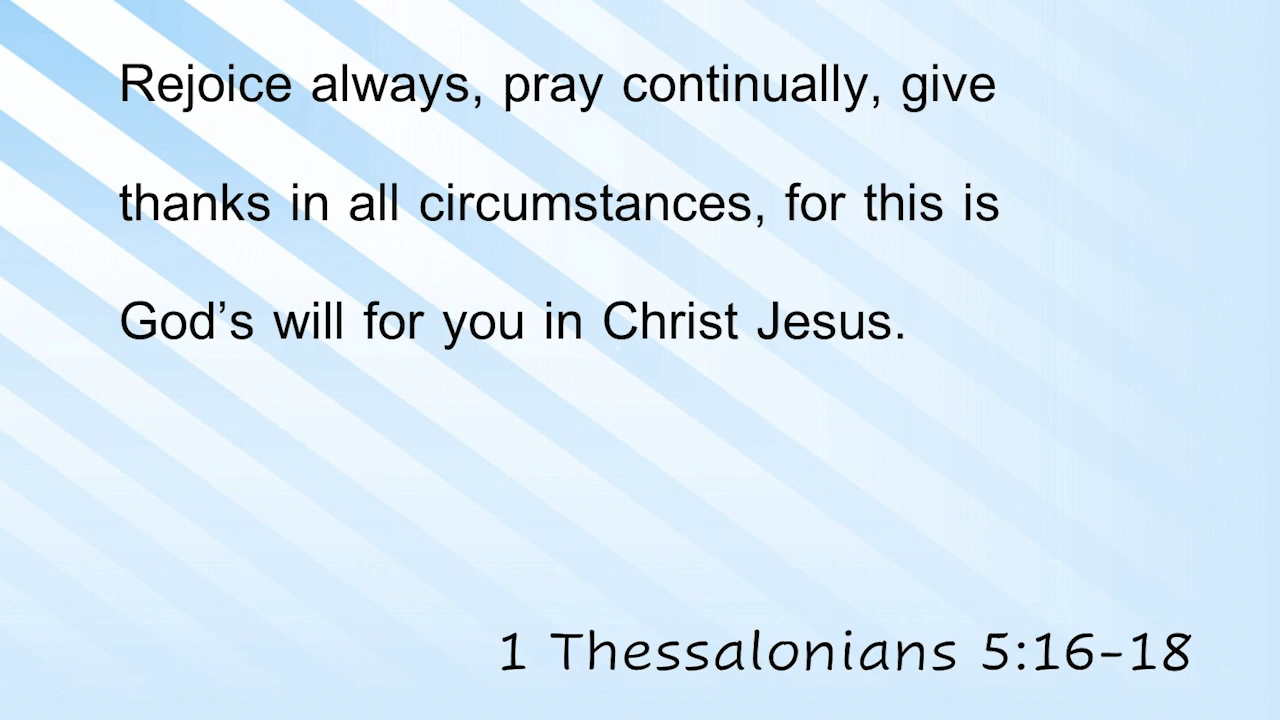 Rejoice always, pray continually, give
thanks in all circumstances, for this is
God’s will for you in Christ Jesus.
1 Thessalonians 5:16-18